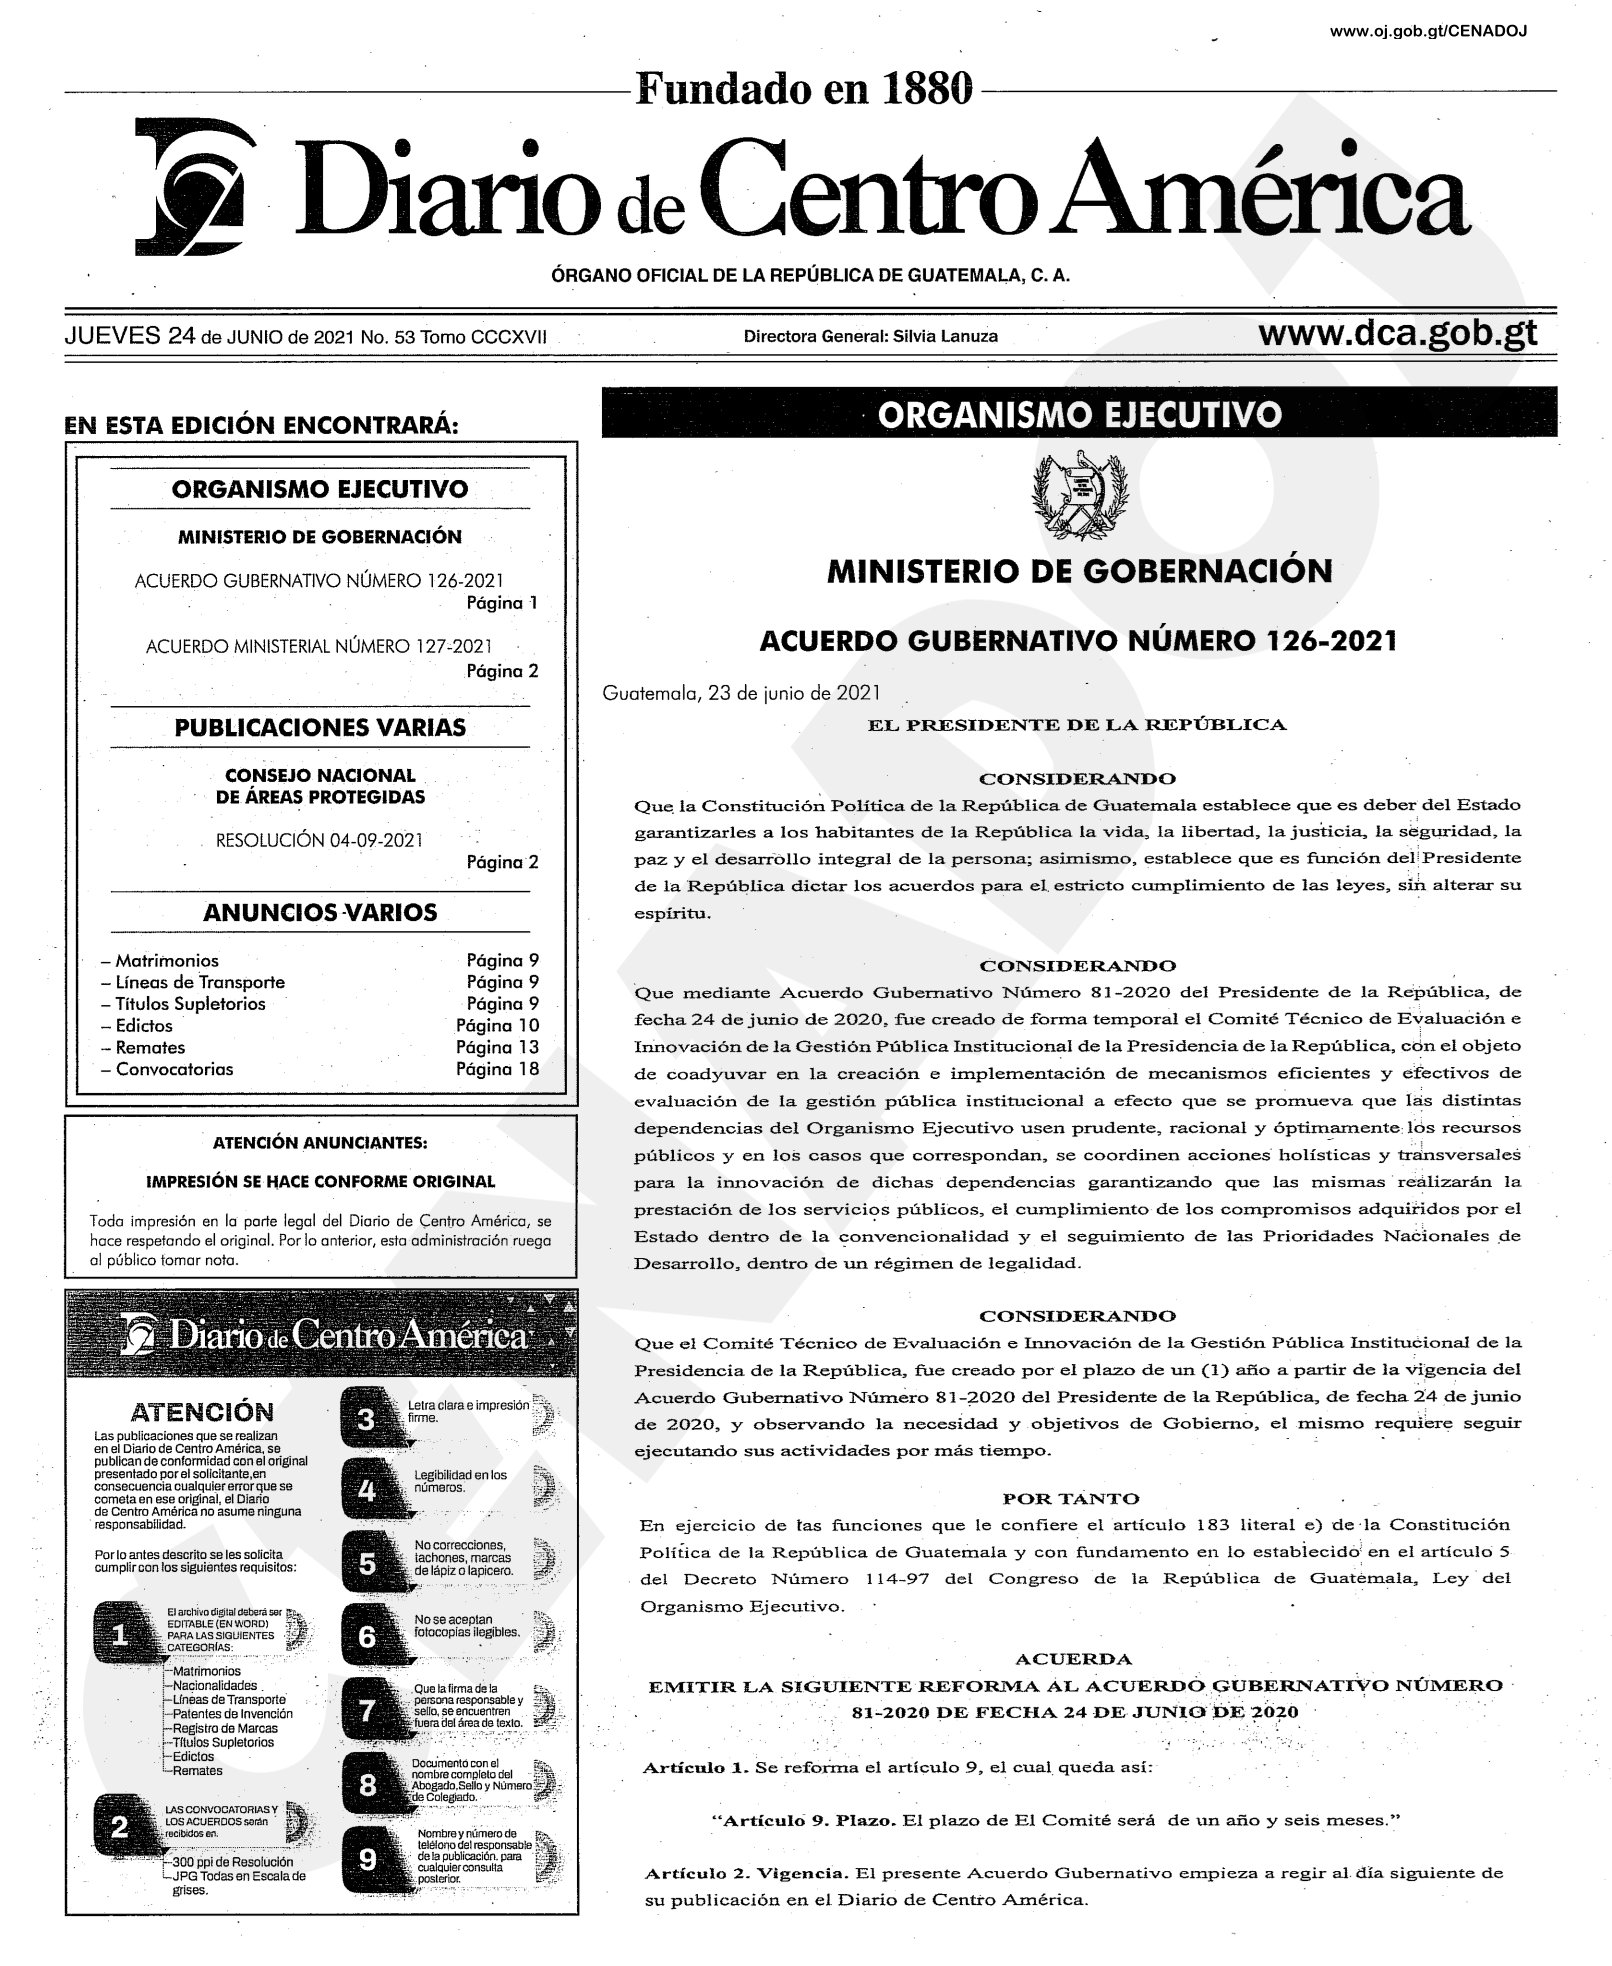 www.oj.gob.gt/CENADOJ
Fundado en 1880
Diario de Centro América
ÓRGANO OFICIAL DE LA REPÚBLICA DE GUATEMALA, C. A.
JUEVES 24 de JUNIO de 2021 No. 53 Tomo CCCXVII
Directora General: Silvia Lanuza
www.dca.gob.gt
EN ESTA EDICIÓN ENCONTRARÁ:
ORGANISMO EJECUTIVO
MINISTERIO DE GOBERNACIÓN
ACUERDO GUBERNATIVO NÚMERO 126-2021
Página 1
ACUERDO MINISTERIAL NÚMERO 127-2021
Página 2
PUBLICACIONES VARIAS
CONSEJO NACIONAL
DE ÁREAS PROTEGIDAS
RESOLUCIÓN 04-09-2021
Página 2
ANUNCIOS VARIOS
– Matrimonios Página 9
– Líneas de Transporte Página 9
– Títulos Supletorios Página 9
– Edictos Página 10
– Remates Página 13
– Convocatorias Página 18
ATENCIÓN ANUNCIANTES:
IMPRESIÓN SE HACE CONFORME ORIGINAL
Toda impresión en la parte legal del Diario de Centro América, se
hace respetando el original. Por lo anterior, esta administración ruega
al público tomar nota.
Diario de Centro América
ATENCIÓN
Las publicaciones que se realizan
en el Diario de Centro América, se
publican de conformidad con el original
presentado por el solicitante,en
consecuencia cualquier error que se
cometa en ese original, el Diario
de Centro América no asume ninguna
responsabilidad.
Por lo antes descrito se les solicita
cumplir con los siguientes requisitos:
1
El archivo digital deberá ser
EDITABLE (EN WORD)
PARA LAS SIGUIENTES
CATEGORÍAS:
–Matrimonios
–Nacionalidades
–Líneas de Transporte
–Patentes de Invención
–Registro de Marcas
–Títulos Supletorios
–Edictos
–Remates
2
LAS CONVOCATORIAS Y
LOS ACUERDOS serán
recibidos en.
–300 ppi de Resolución
–JPG Todas en Escala de
grises.
3
Letra clara e impresión
firme.
4
Legibilidad en los
números.
5
No correcciones,
tachones, marcas
de lápiz o lapicero.
6
No se aceptan
fotocopias ilegibles.
7
Que la firma de la
persona responsable y
sello, se encuentren
fuera del área de texto.
8
Documento con el
nombre completo del
Abogado,Sello y Número
de Colegiado.
9
Nombre y número de
teléfono del responsable
de la publicación, para
cualquier consulta
posterior.
ORGANISMO EJECUTIVO
MINISTERIO DE GOBERNACIÓN
ACUERDO GUBERNATIVO NÚMERO 126-2021
Guatemala, 23 de junio de 2021
EL PRESIDENTE DE LA REPÚBLICA
CONSIDERANDO
Que la Constitución Política de la República de Guatemala establece que es deber del Estado
garantizarles a los habitantes de la República la vida, la libertad, la justicia, la seguridad, la
paz y el desarrollo integral de la persona; asimismo, establece que es función del Presidente
de la República dictar los acuerdos para el estricto cumplimiento de las leyes, sin alterar su
espíritu.
CONSIDERANDO
Que mediante Acuerdo Gubernativo Número 81-2020 del Presidente de la República, de
fecha 24 de junio de 2020, fue creado de forma temporal el Comité Técnico de Evaluación e
Innovación de la Gestión Pública Institucional de la Presidencia de la República, con el objeto
de coadyuvar en la creación e implementación de mecanismos eficientes y efectivos de
evaluación de la gestión pública institucional a efecto que se promueva que las distintas
dependencias del Organismo Ejecutivo usen prudente, racional y óptimamente los recursos
públicos y en los casos que correspondan, se coordinen acciones holísticas y transversales
para la innovación de dichas dependencias garantizando que las mismas realizarán la
prestación de los servicios públicos, el cumplimiento de los compromisos adquiridos por el
Estado dentro de la convencionalidad y el seguimiento de las Prioridades Nacionales de
Desarrollo, dentro de un régimen de legalidad.
CONSIDERANDO
Que el Comité Técnico de Evaluación e Innovación de la Gestión Pública Institucional de la
Presidencia de la República, fue creado por el plazo de un (1) año a partir de la vigencia del
Acuerdo Gubernativo Número 81-2020 del Presidente de la República, de fecha 24 de junio
de 2020, y observando la necesidad y objetivos de Gobierno, el mismo requiere seguir
ejecutando sus actividades por más tiempo.
POR TANTO
En ejercicio de las funciones que le confiere el artículo 183 literal e) de la Constitución
Política de la República de Guatemala y con fundamento en lo establecido en el artículo 5
del Decreto Número 114-97 del Congreso de la República de Guatemala, Ley del
Organismo Ejecutivo.
ACUERDA
EMITIR LA SIGUIENTE REFORMA AL ACUERDO GUBERNATIVO NÚMERO
81-2020 DE FECHA 24 DE JUNIO DE 2020
Artículo 1. Se reforma el artículo 9, el cual queda así:
“Artículo 9. Plazo. El plazo de El Comité será de un año y seis meses.”
Artículo 2. Vigencia. El presente Acuerdo Gubernativo empieza a regir al día siguiente de
su publicación en el Diario de Centro América.
CENADOJ